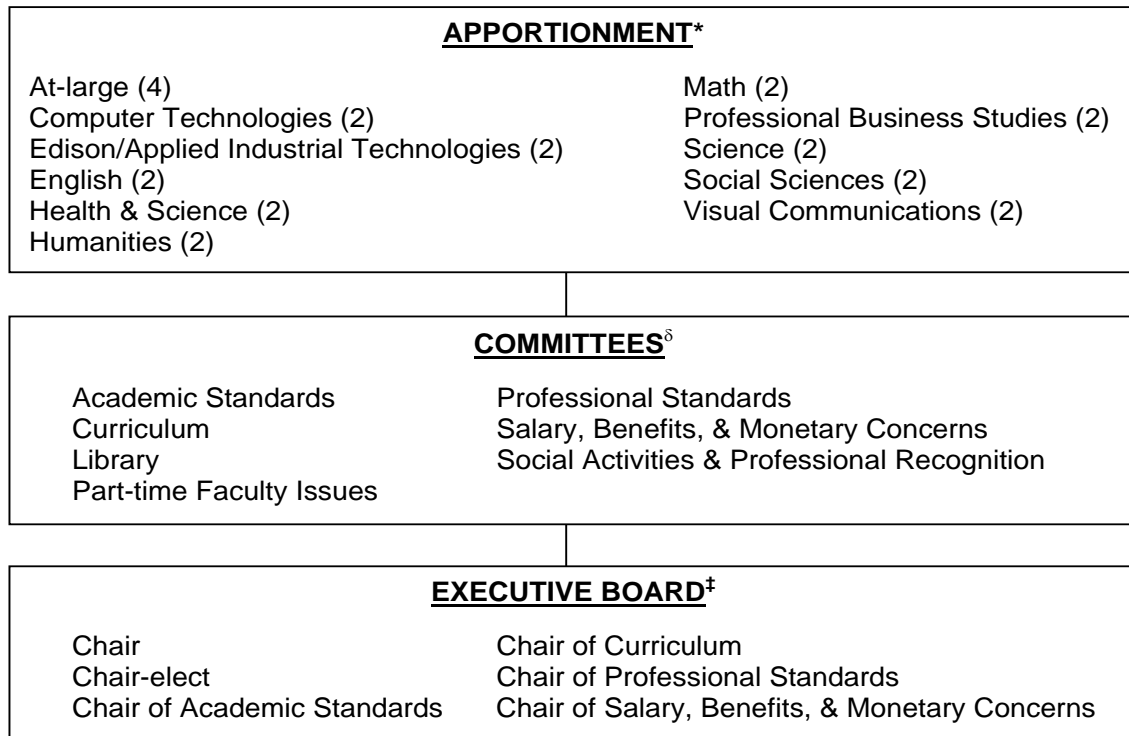 APPORTIONMENT*
At-large (4)
Computer Technologies (2)
Edison/Applied Industrial Technologies (2)
English (2)
Health & Science (2)
Humanities (2)
Math (2)
Professional Business Studies (2)
Science (2)
Social Sciences (2)
Visual Communications (2)
COMMITTEESᵟ
Academic Standards
Curriculum
Library
Part-time Faculty Issues
Professional Standards
Salary, Benefits, & Monetary Concerns
Social Activities & Professional Recognition
EXECUTIVE BOARD‡
Chair
Chair-elect
Chair of Academic Standards
Chair of Curriculum
Chair of Professional Standards
Chair of Salary, Benefits, & Monetary Concerns